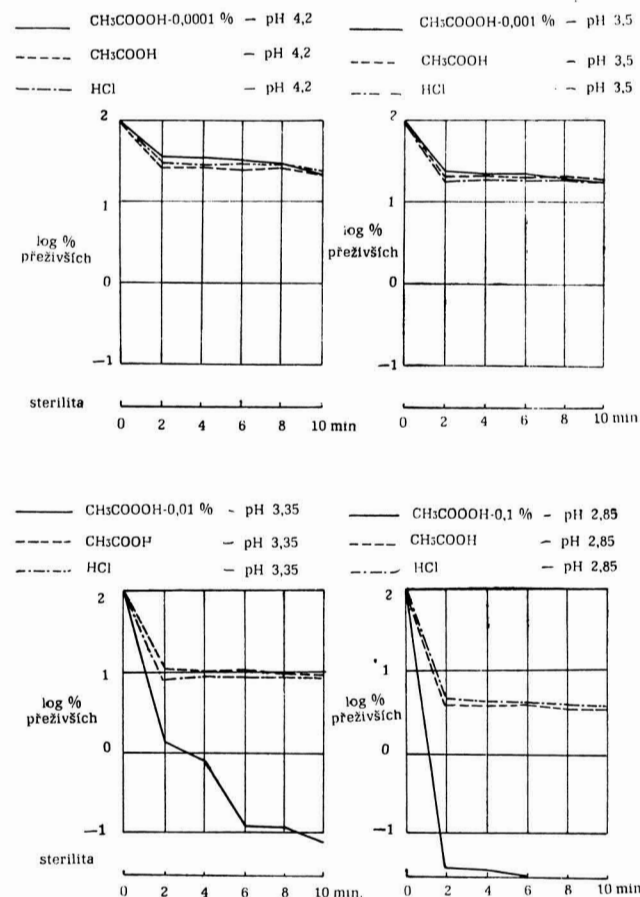 CH₃COOOH-0,0001 % – pH 4,2
CH₃COOH – pH 4,2
HCl – pH 4,2
2
1
log %
přeživších
0
–1
sterilita
0 2 4 6 8 10 min
CH₃COOOH-0,001 % – pH 3,5
CH₃COOH – pH 3,5
HCl – pH 3,5
2
1
log %
přeživších
0
–1
0 2 4 6 8 10 min
CH₃COOOH-0,01 % – pH 3,35
CH₃COOH – pH 3,35
HCl – pH 3,35
2
1
log %
přeživších
0
–1
sterilita
0 2 4 6 8 10 min.
CH₃COOOH-0,1 % – pH 2,85
CH₃COOH – pH 2,85
HCl – pH 2,85
2
1
log %
přeživších
0
–1
0 2 4 6 8 10 min